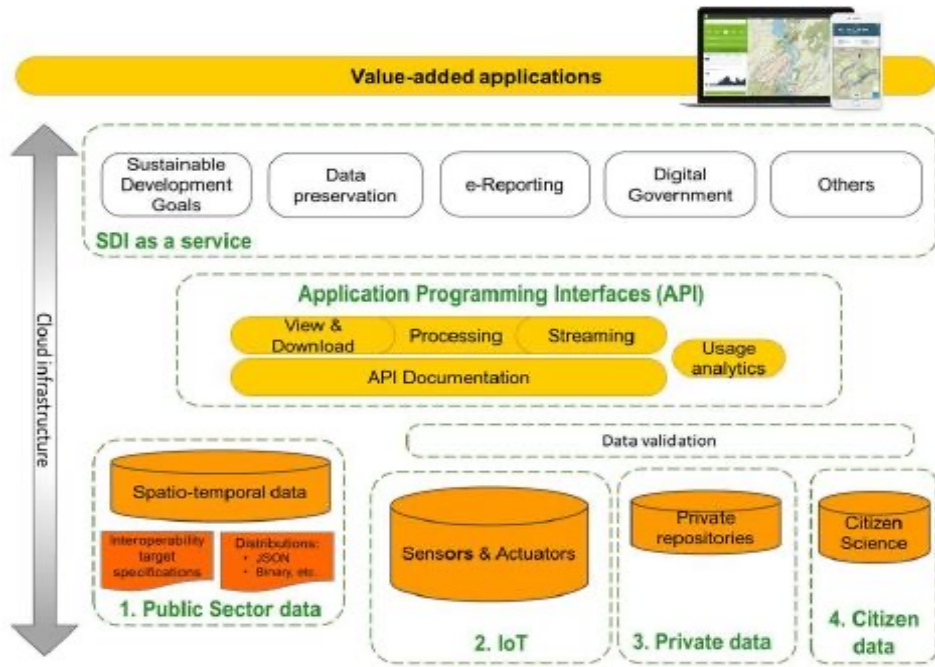 Value-added applications
Sustainable
Development
Goals
Data
preservation
e-Reporting
Digital
Government
Others
SDI as a service
Application Programming Interfaces (API)
View &
Download
Processing
Streaming
Usage
analytics
API Documentation
Cloud infrastructure
Data validation
Spatio-temporal data
Interoperability
target
specifications
Distributions:
• JSON
• Binary, etc.
1. Public Sector data
Sensors & Actuators
2. IoT
Private
repositories
3. Private data
Citizen
Science
4. Citizen
data